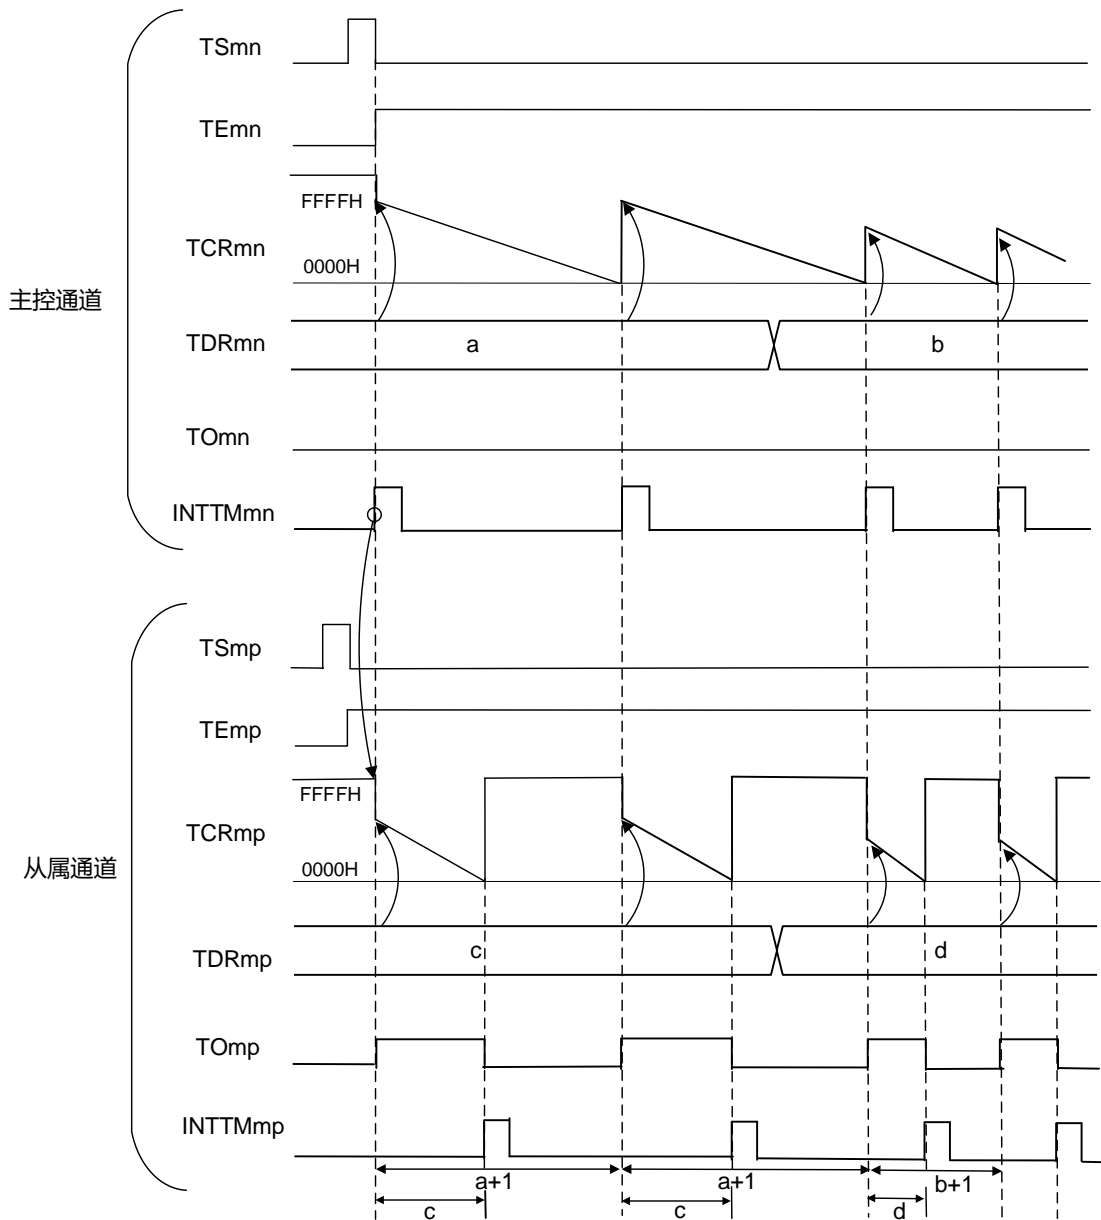 TSmn
TEmn
FFFFH
TCRmn
0000H
主控通道
TDRmn
a
b
TOmn
INTTMmn
TSmp
TEmp
FFFFH
TCRmp
0000H
从属通道
TDRmp
c
d
TOmp
INTTMmp
a+1
a+1
b+1
c
c
d